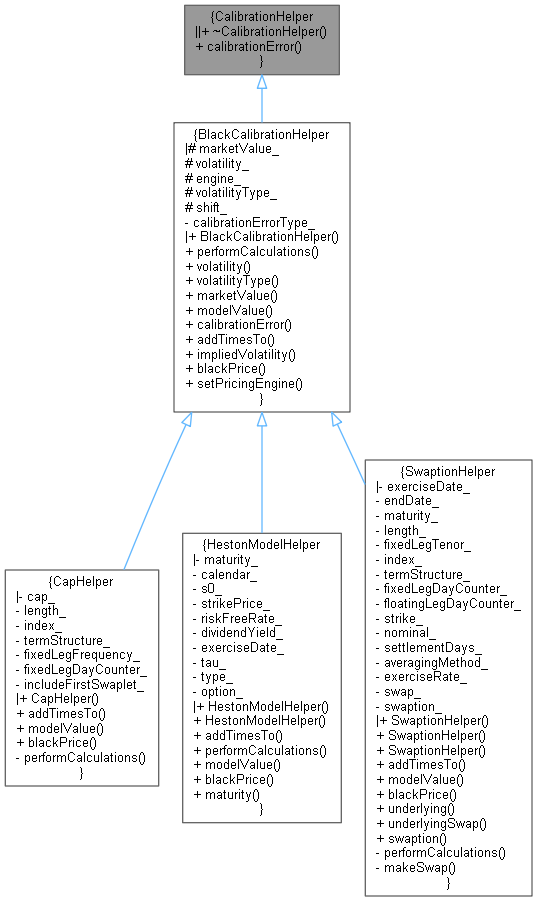 {CalibrationHelper
||+ ~CalibrationHelper()
+ calibrationError()
}
{BlackCalibrationHelper
|# marketValue_
# volatility_
# engine_
# volatilityType_
# shift_
- calibrationErrorType_
|+ BlackCalibrationHelper()
+ performCalculations()
+ volatility()
+ volatilityType()
+ marketValue()
+ modelValue()
+ calibrationError()
+ addTimesTo()
+ impliedVolatility()
+ blackPrice()
+ setPricingEngine()
}
{CapHelper
|- cap_
- length_
- index_
- termStructure_
- fixedLegFrequency_
- fixedLegDayCounter_
- includeFirstSwaplet_
|+ CapHelper()
+ addTimesTo()
+ modelValue()
+ blackPrice()
- performCalculations()
}
{HestonModelHelper
|- maturity_
- calendar_
- s0_
- strikePrice_
- riskFreeRate_
- dividendYield_
- exerciseDate_
- tau_
- type_
- option_
|+ HestonModelHelper()
+ HestonModelHelper()
+ addTimesTo()
+ performCalculations()
+ modelValue()
+ blackPrice()
+ maturity()
}
{SwaptionHelper
|- exerciseDate_
- endDate_
- maturity_
- length_
- fixedLegTenor_
- index_
- termStructure_
- fixedLegDayCounter_
- floatingLegDayCounter_
- strike_
- nominal_
- settlementDays_
- averagingMethod_
- exerciseRate_
- swap_
- swaption_
|+ SwaptionHelper()
+ SwaptionHelper()
+ SwaptionHelper()
+ addTimesTo()
+ modelValue()
+ blackPrice()
+ underlying()
+ underlyingSwap()
+ swaption()
- performCalculations()
- makeSwap()
}